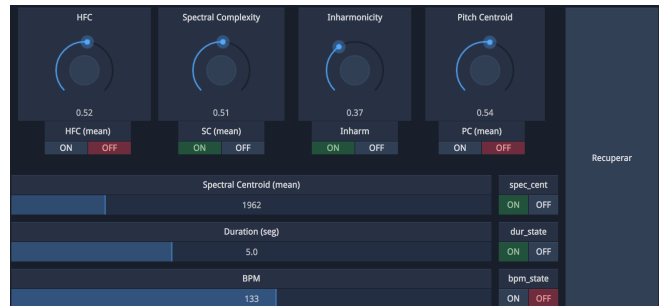 HFC Spectral Complexity Inharmonicity Pitch Centroid
0.52 0.51 0.37 0.54
HFC (mean) SC (mean) Inharm PC (mean)
ON OFF ON OFF ON OFF ON OFF
Recuperar
Spectral Centroid (mean) spec_cent
1962 ON OFF
Duration (seg) dur_state
5.0 ON OFF
BPM bpm_state
133 ON OFF